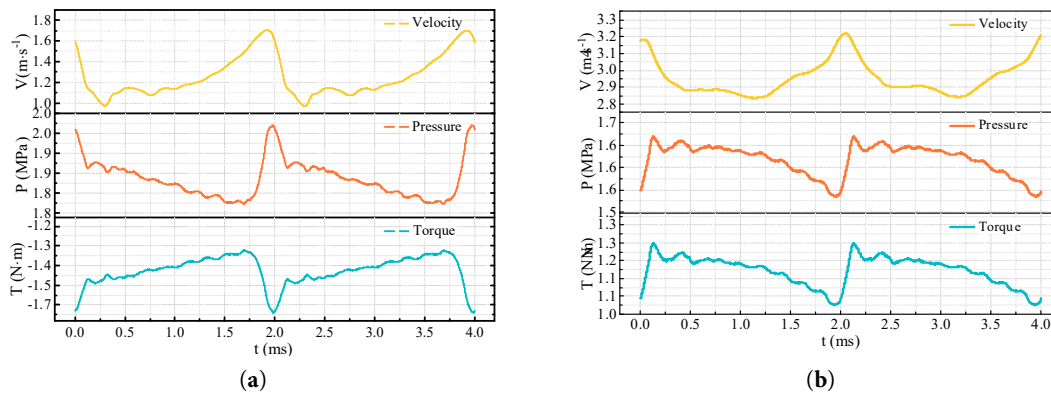 1.8
1.6
1.4
1.2
1.0
V(m·s⁻¹)
Velocity
2.0
2.0
1.9
1.8
1.8
P (MPa)
Pressure
-1.2
-1.3
-1.4
-1.5
-1.7
T (N·m)
Torque
0.0 0.5 1.0 1.5 2.0 2.5 3.0 3.5 4.0
t (ms)
(a)
3.2
3.1
2.9
2.8
Velocity
1.7
1.6
1.6
1.5
P (MPa)
Pressure
1.3
1.2
1.1
1.0
Torque
0.0 0.5 1.0 1.5 2.0 2.5 3.0 3.5 4.0
t (ms)
(b)